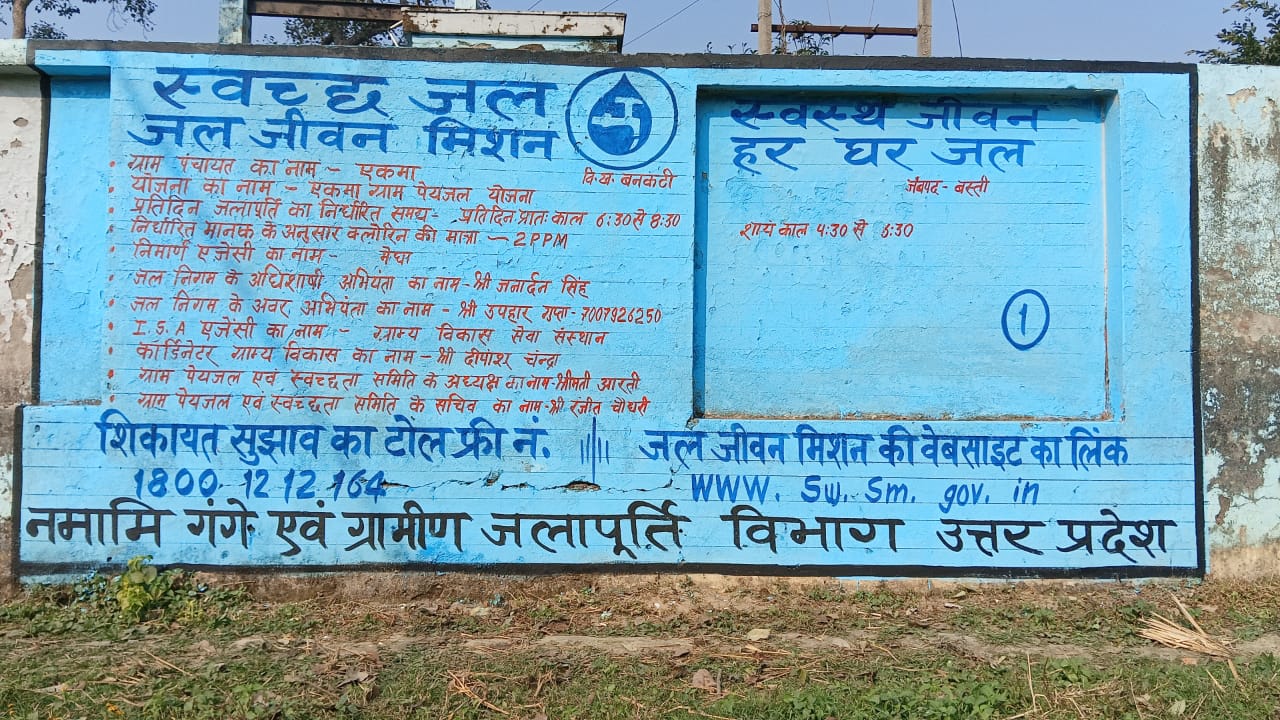 स्वच्छ जल
स्वस्थ जीवन
जल जीवन मिशन
हर घर जल
• ग्राम पंचायत का नाम - एकमा
वि.ख. बनकटी
जनपद - बस्ती
• योजना का नाम - एकमा ग्राम पेयजल योजना
• प्रतिदिन जलापूर्ति का निर्धारित समय - प्रतिदिन प्रातः काल 6:30 से 8:30
शायं काल 4:30 से 6:30
• निर्धारित मानक के अनुसार क्लोरिन की मात्रा - 2PPM
• निमार्ण एजेंसी का नाम - मेघा
• जल निगम के अधिशाषी अभियंता का नाम - श्री जनार्दन सिंह
• जल निगम के अवर अभियंता का नाम - श्री उपहार गुप्ता - 7007926250
• I.S.A एजेंसी का नाम - ग्राम्य विकास सेवा संस्थान
• कॉर्डिनेटर ग्राम्य विकास का नाम - श्री दीपांश चन्द्रा
• ग्राम पेयजल एवं स्वच्छता समिति के अध्यक्ष का नाम - श्रीमती आरती
• ग्राम पेयजल एवं स्वच्छता समिति के सचिव का नाम - श्री रंजीत चौधरी
1
शिकायत सुझाव का टोल फ्री नं.
जल जीवन मिशन की वेबसाइट का लिंक
1800 12 12 164
WWW. Sw. Sm. gov. in
नमामि गंगे एवं ग्रामीण जलापूर्ति विभाग उत्तर प्रदेश